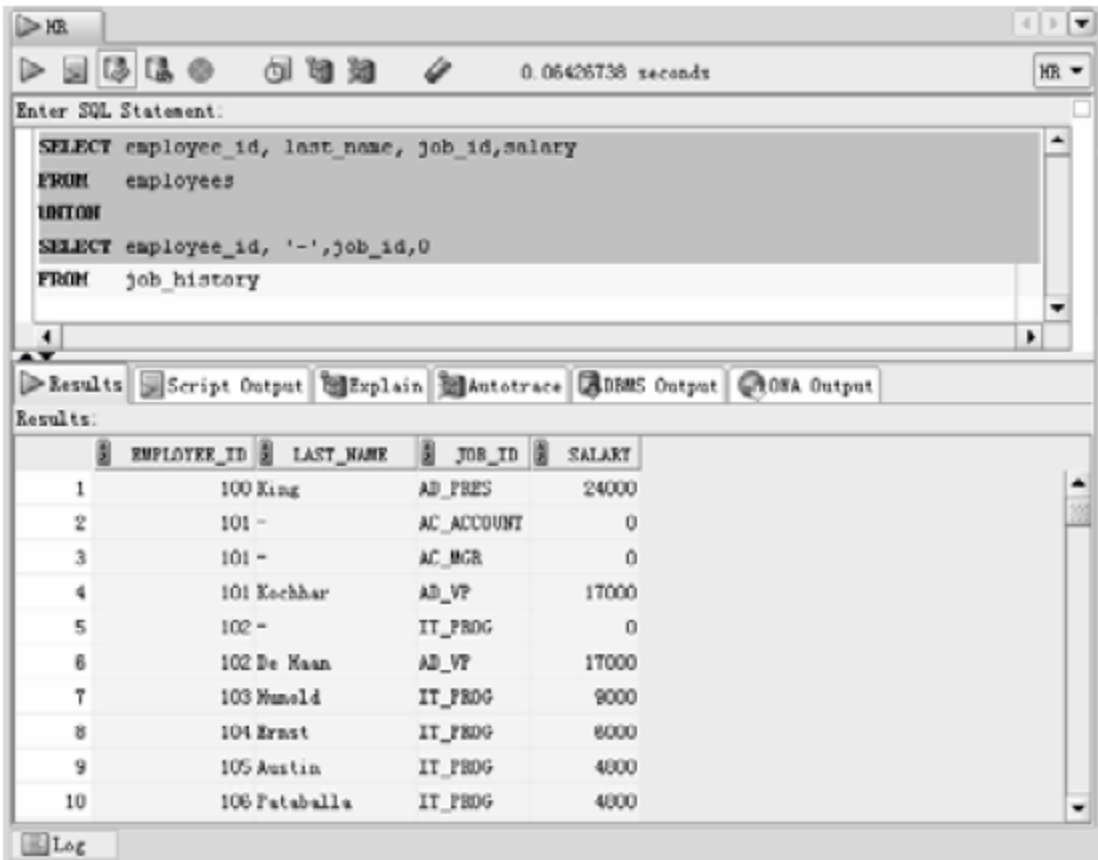 HR
0.06426738 seconds
HR
Enter SQL Statement:
SELECT employee_id, last_name, job_id,salary
FROM employees
UNION
SELECT employee_id, '-',job_id,0
FROM job_history
Results Script Output Explain Autotrace DBMS Output OWA Output
Results:
EMPLOYEE_ID LAST_NAME JOB_ID SALARY
1 100 King AD_PRES 24000
2 101 - AC_ACCOUNT 0
3 101 - AC_MGR 0
4 101 Kochhar AD_VP 17000
5 102 - IT_PROG 0
6 102 De Haan AD_VP 17000
7 103 Hunold IT_PROG 9000
8 104 Ernst IT_PROG 6000
9 105 Austin IT_PROG 4800
10 106 Pataballa IT_PROG 4800
Log